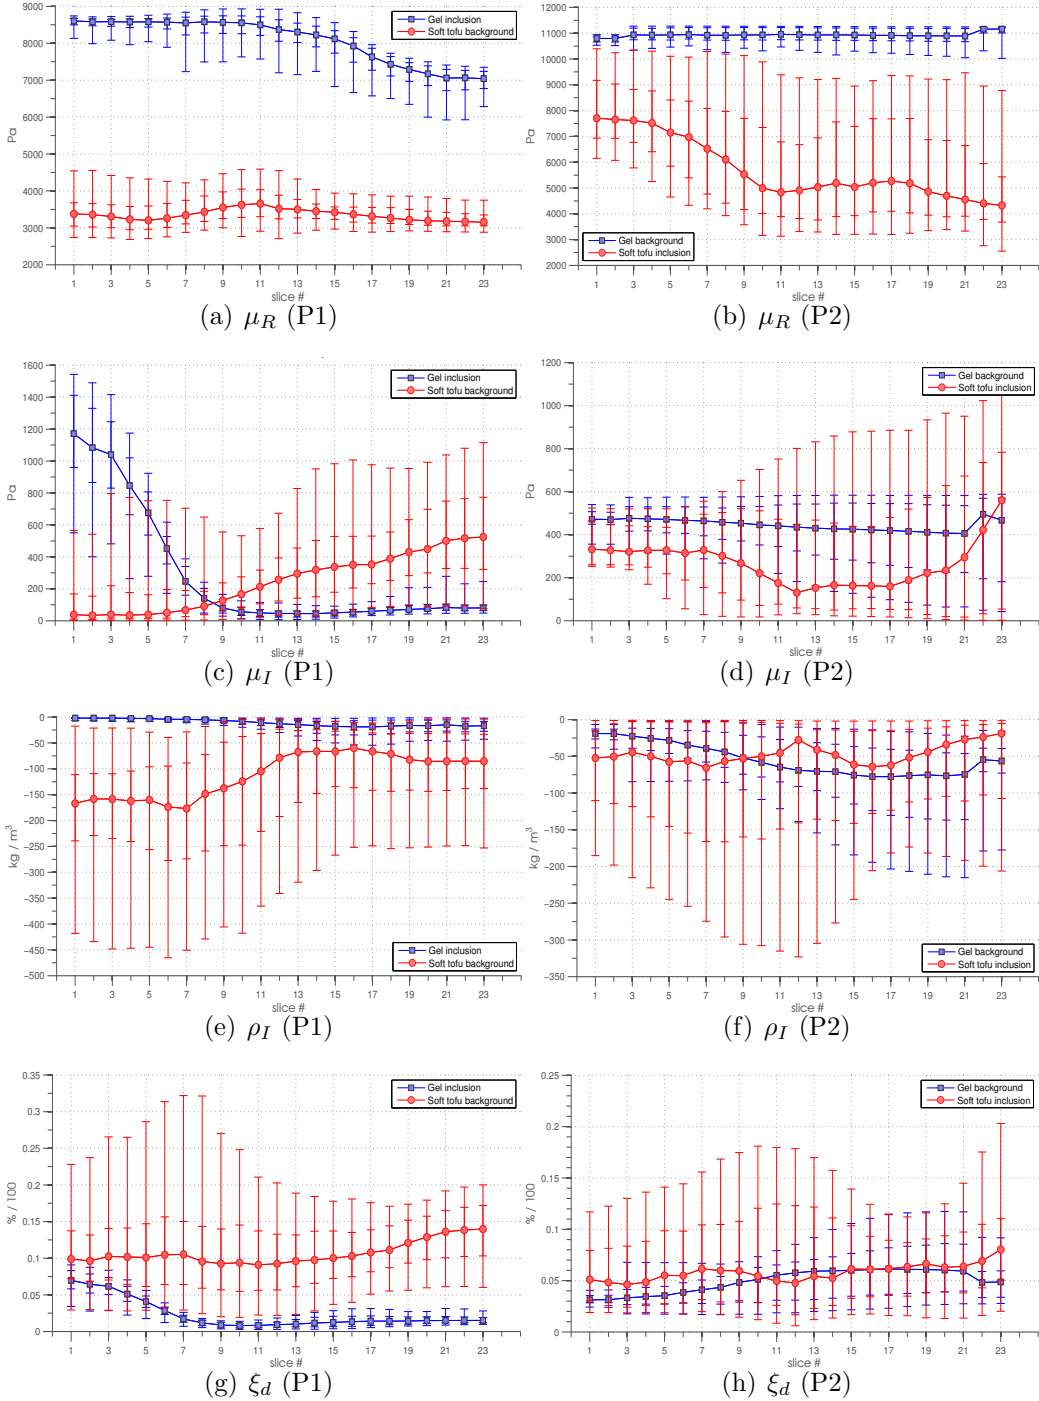 9000
8000
7000
6000
5000
4000
3000
2000
Pa
1 3 5 7 9 11 13 15 17 19 21 23
slice #
Gel inclusion
Soft tofu background
(a) μ_R (P1)
12000
11000
10000
9000
8000
7000
6000
5000
4000
3000
2000
Pa
1 3 5 7 9 11 13 15 17 19 21 23
slice #
Gel background
Soft tofu inclusion
(b) μ_R (P2)
1600
1400
1200
1000
800
600
400
200
0
Pa
1 3 5 7 9 11 13 15 17 19 21 23
slice #
Gel inclusion
Soft tofu background
(c) μ_I (P1)
1200
1000
800
600
400
200
0
Pa
1 3 5 7 9 11 13 15 17 19 21 23
slice #
Gel background
Soft tofu inclusion
(d) μ_I (P2)
0
−50
−100
−150
−200
−250
−300
−350
−400
−450
−500
kg / m³
1 3 5 7 9 11 13 15 17 19 21 23
slice #
Gel inclusion
Soft tofu background
(e) ρ_I (P1)
0
−50
−100
−150
−200
−250
−300
−350
kg / m³
1 3 5 7 9 11 13 15 17 19 21 23
slice #
Gel background
Soft tofu inclusion
(f) ρ_I (P2)
0.35
0.3
0.25
0.2
0.15
0.1
0.05
0
% / 100
1 3 5 7 9 11 13 15 17 19 21 23
slice #
Gel inclusion
Soft tofu background
(g) ξ_d (P1)
0.25
0.2
0.15
0.1
0.05
0
% / 100
1 3 5 7 9 11 13 15 17 19 21 23
slice #
Gel background
Soft tofu inclusion
(h) ξ_d (P2)